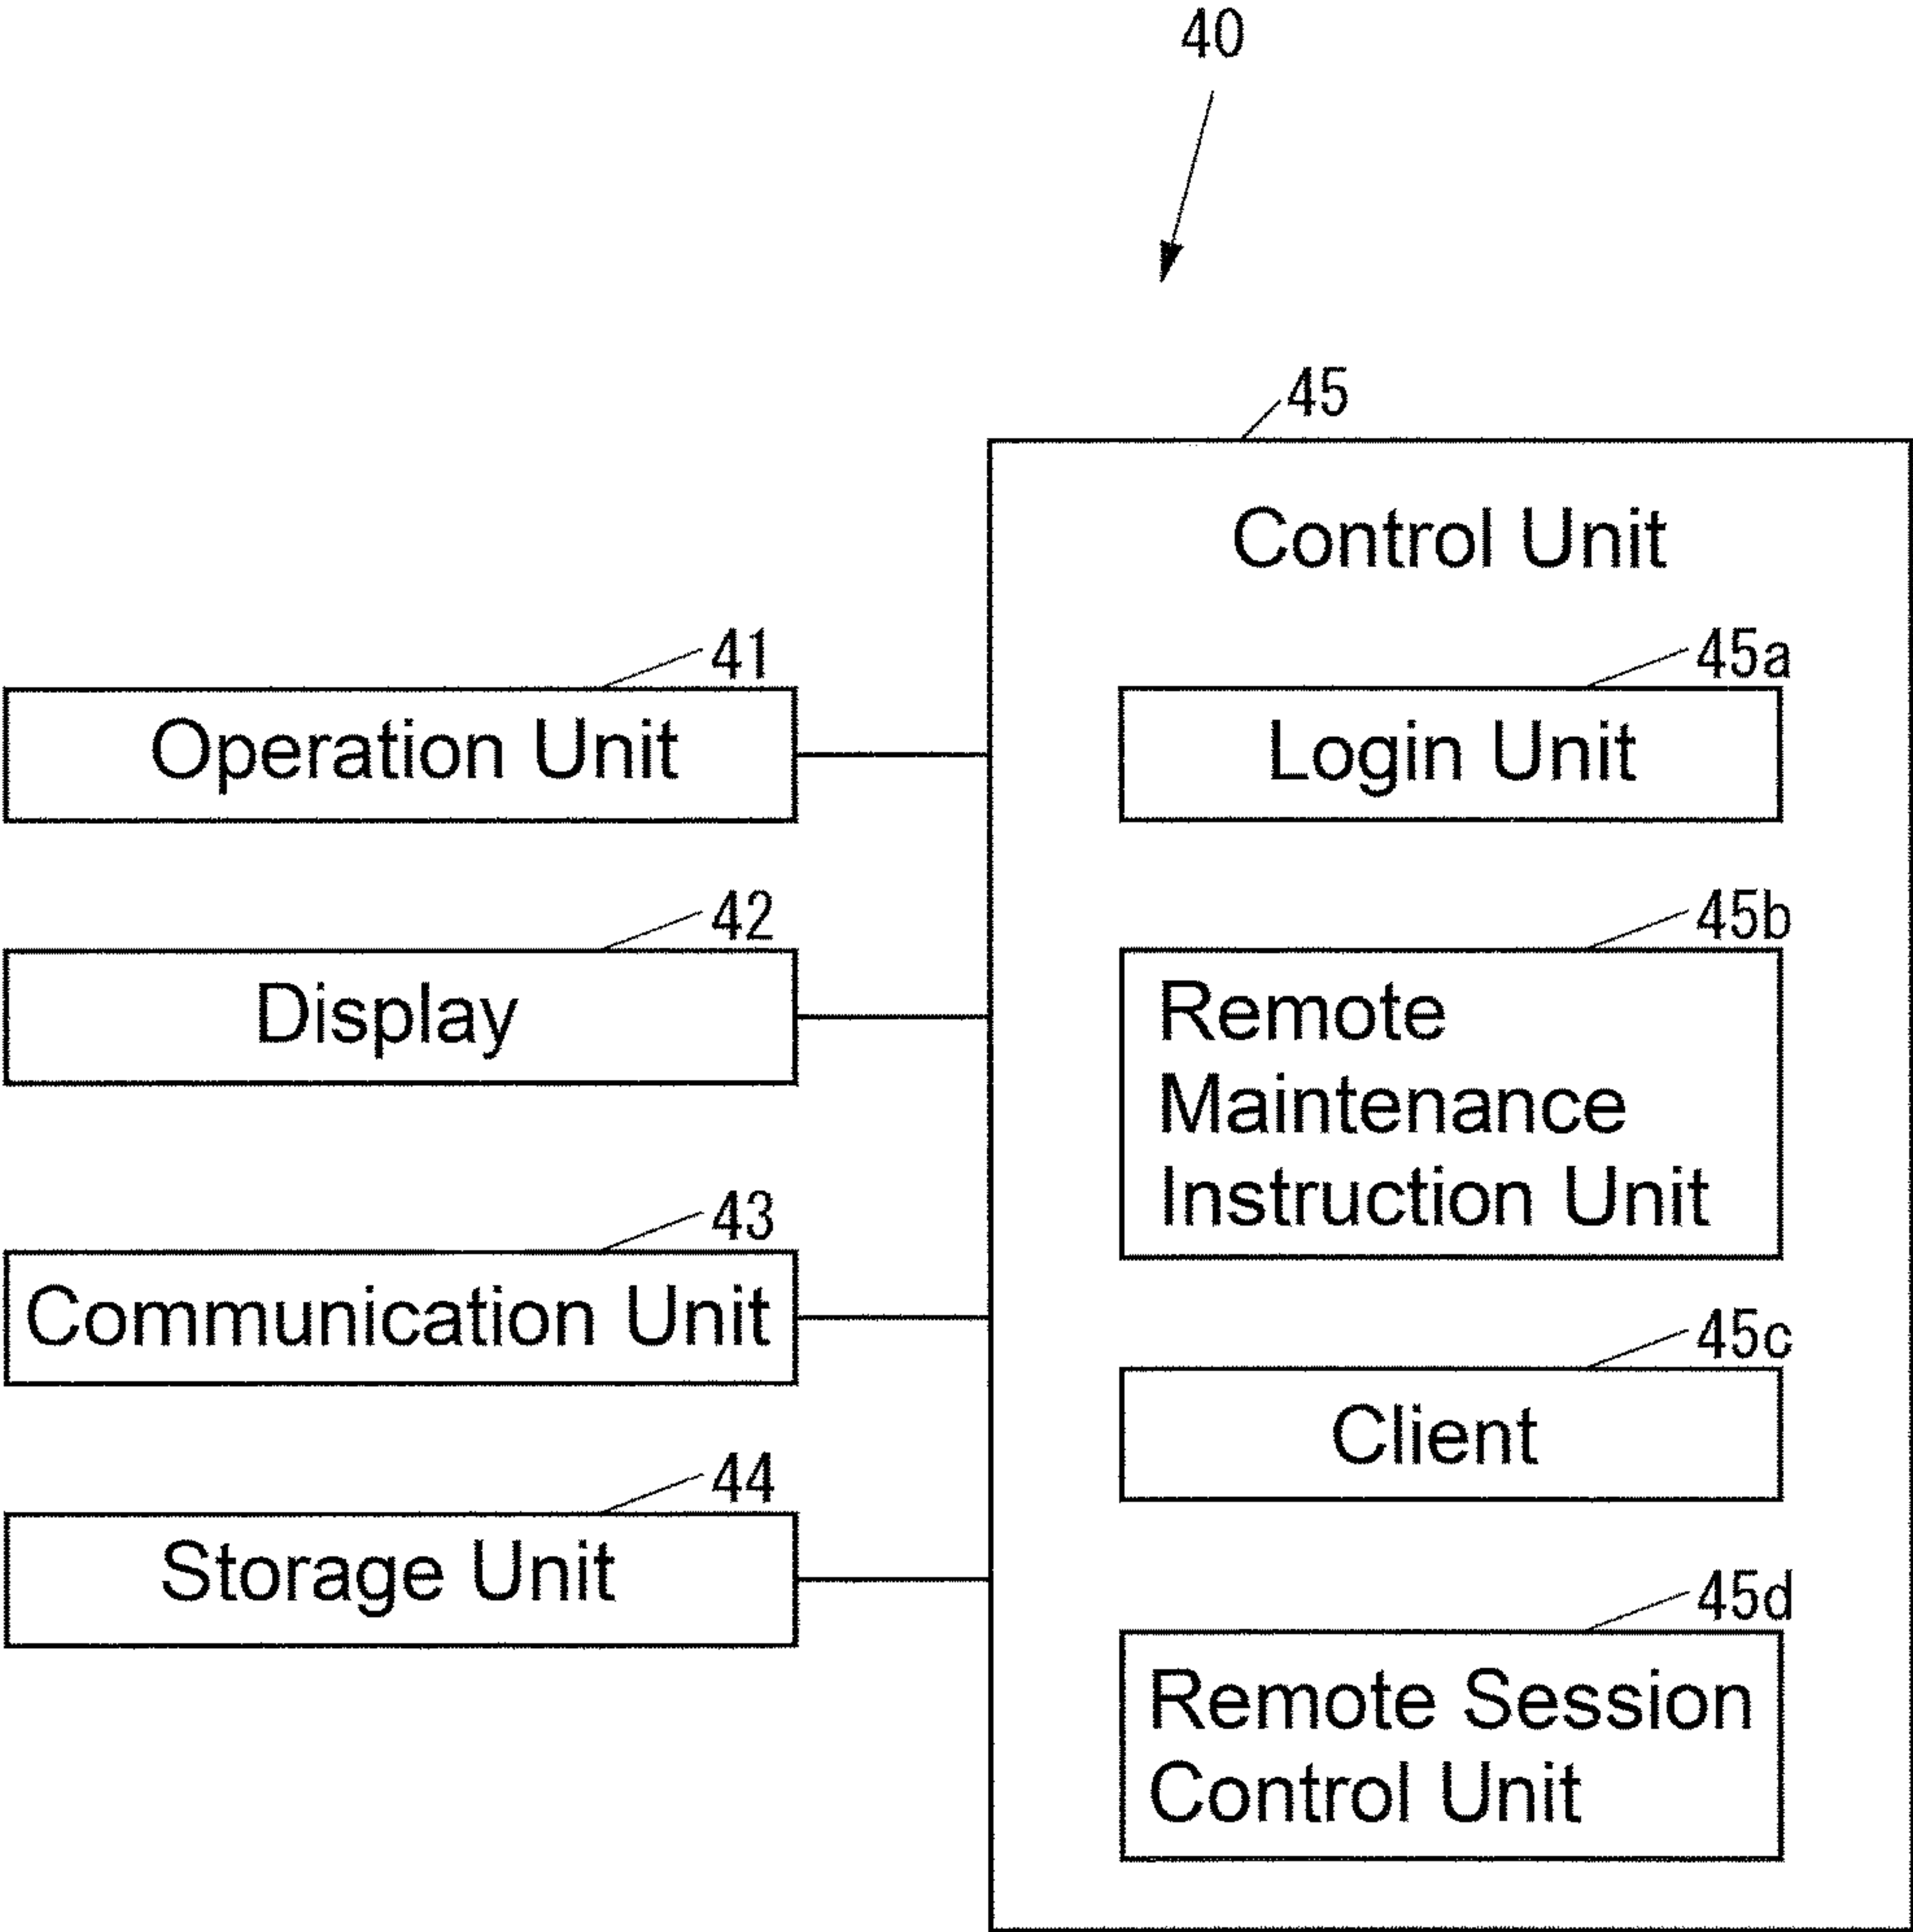 40
45
Control Unit
41
Operation Unit
45a
Login Unit
42
Display
45b
Remote
Maintenance
Instruction Unit
43
Communication Unit
45c
Client
44
Storage Unit
45d
Remote Session
Control Unit